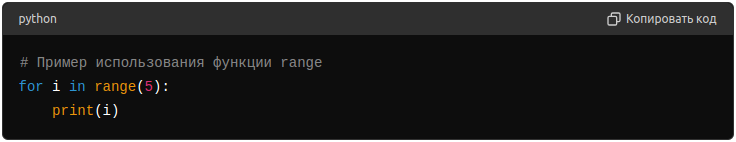 python
Копировать код
# Пример использования функции range
for i in range(5):
    print(i)